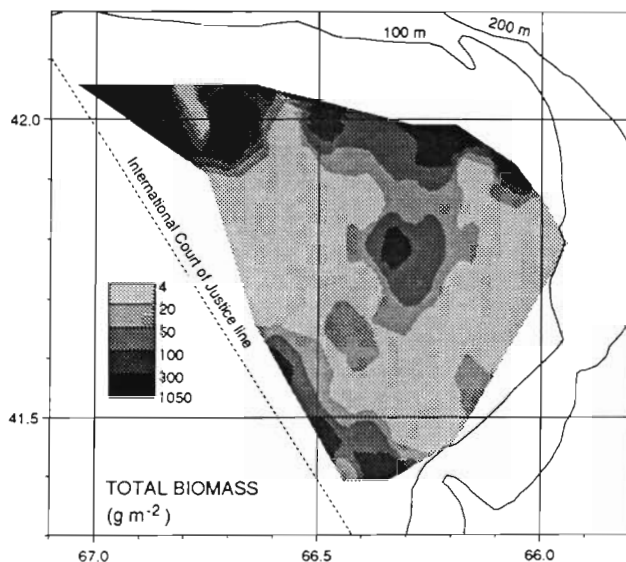 200 m
100 m
42.0
International Court of Justice line
4
20
50
100
300
1050
41.5
TOTAL BIOMASS
(g m-2)
67.0
66.5
66.0